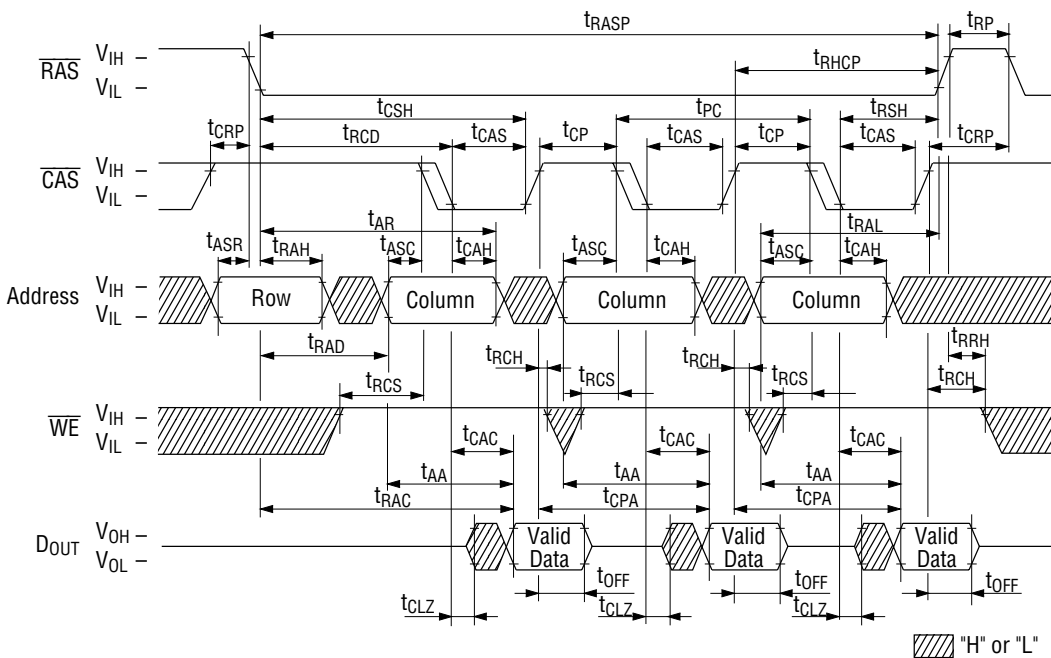 tRASP
tRP
RAS
VIH
VIL
tRHCP
tCSH
tPC
tRSH
tCRP
tRCD
tCAS
tCP
tCAS
tCP
tCAS
tCRP
CAS
VIH
VIL
tAR
tRAL
tASR
tRAH
tASC
tCAH
tASC
tCAH
tASC
tCAH
Address
VIH
VIL
Row
Column
Column
Column
tRAD
tRCH
tRCH
tRRH
tRCS
tRCS
tRCS
tRCH
WE
VIH
VIL
tCAC
tCAC
tCAC
tAA
tAA
tAA
tRAC
tCPA
tCPA
DOUT
VOH
VOL
Valid
Data
Valid
Data
Valid
Data
tOFF
tOFF
tOFF
tCLZ
tCLZ
tCLZ
"H" or "L"